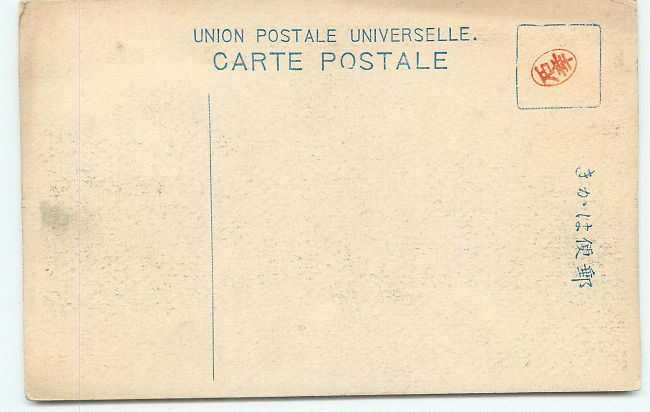 UNION POSTALE UNIVERSELLE.
CARTE POSTALE
郵便はかき